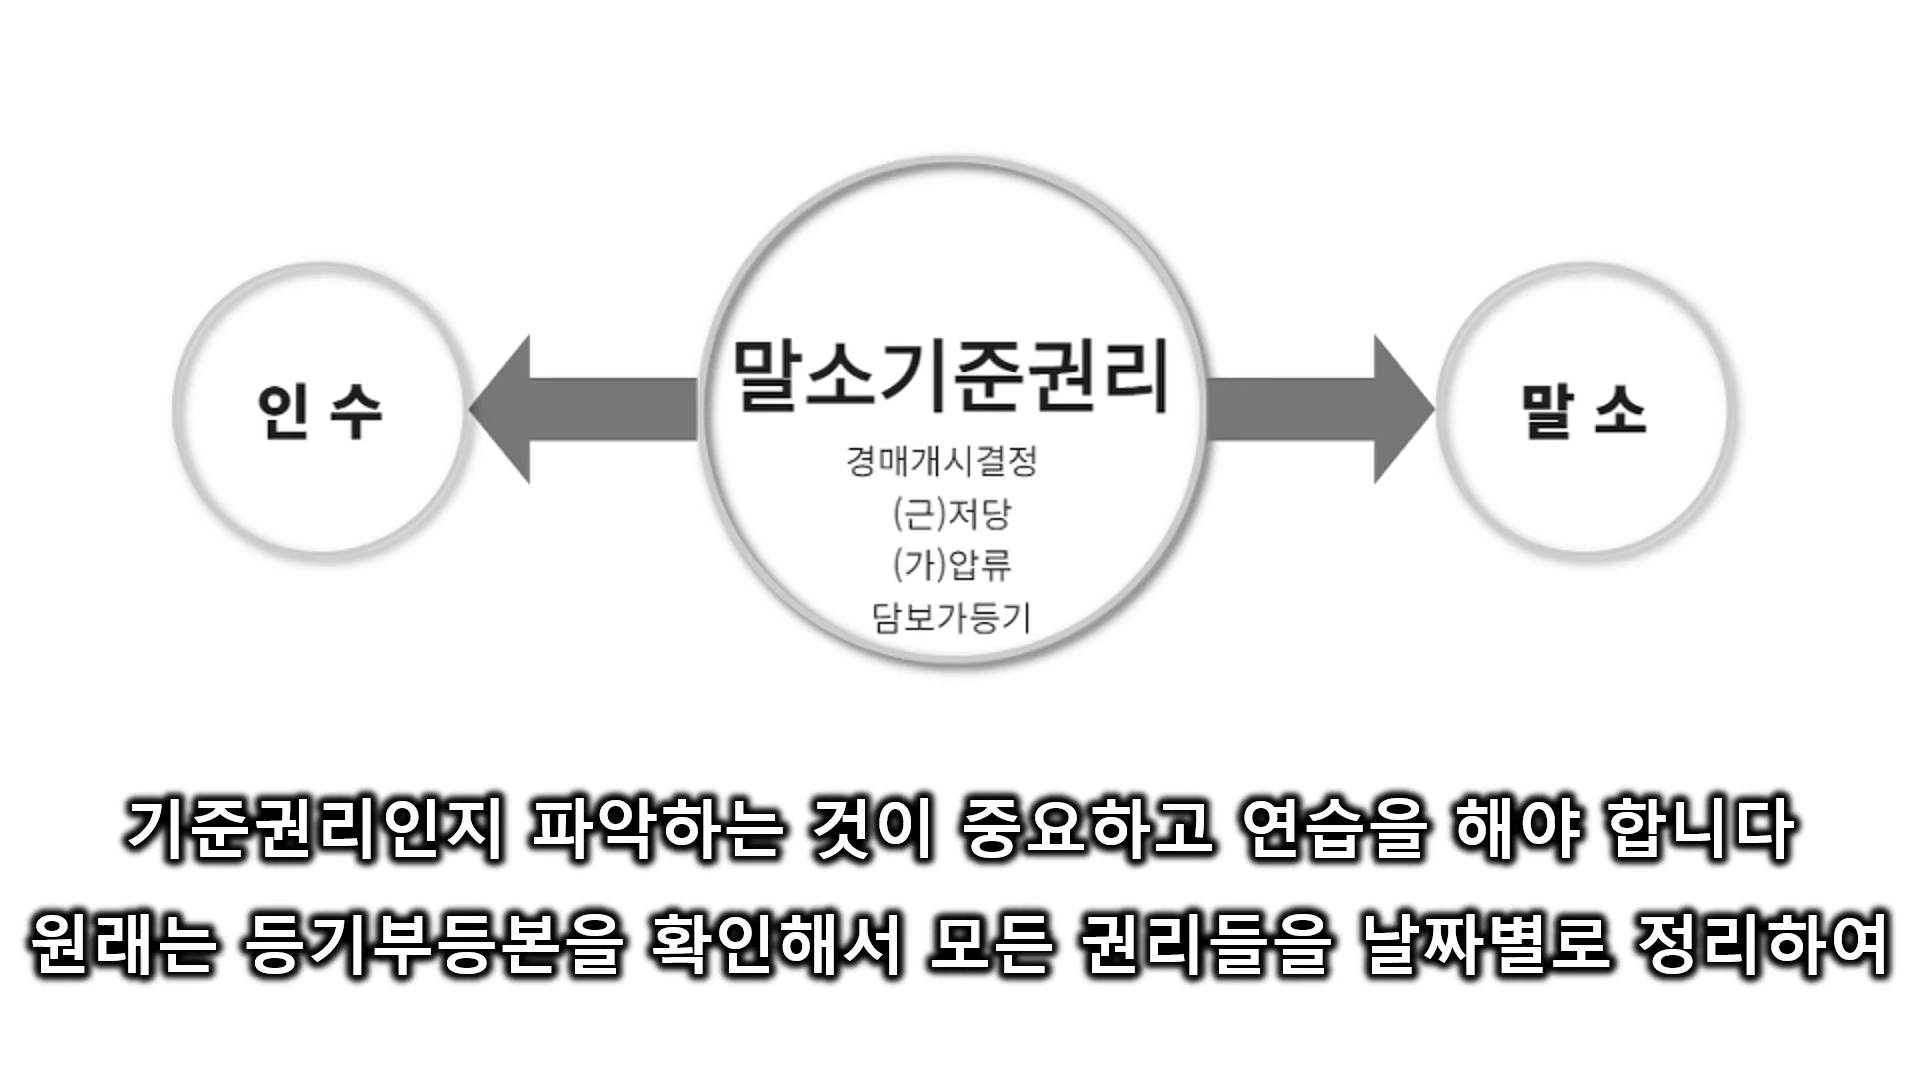 말소기준권리
인 수
말 소
경매개시결정
(근)저당
(가)압류
담보가등기
기준권리인지 파악하는 것이 중요하고 연습을 해야 합니다
원래는 등기부등본을 확인해서 모든 권리들을 날짜별로 정리하여